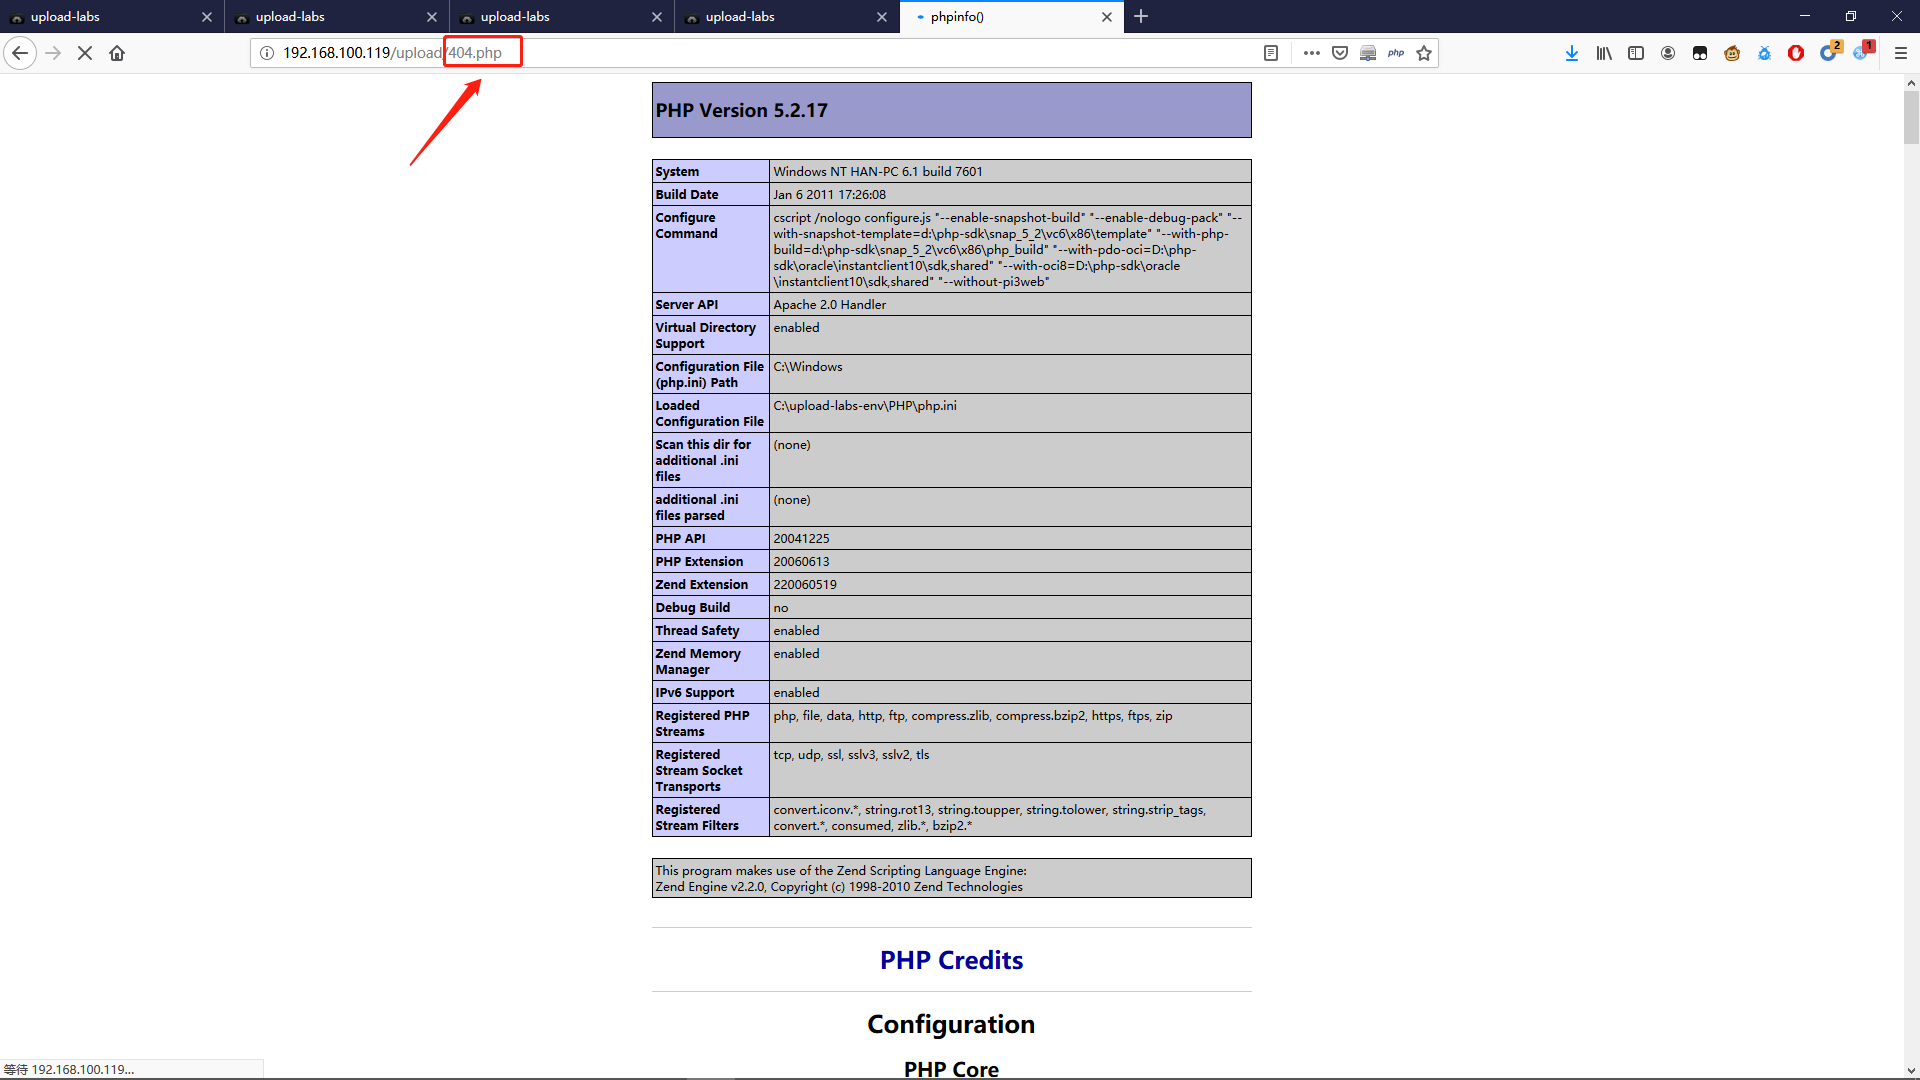 upload-labs
upload-labs
upload-labs
upload-labs
phpinfo()
192.168.100.119/upload/404.php
php
2
1
PHP Version 5.2.17
System
Windows NT HAN-PC 6.1 build 7601
Build Date
Jan 6 2011 17:26:08
Configure
Command
cscript /nologo configure.js "--enable-snapshot-build" "--enable-debug-pack" "--
with-snapshot-template=d:\php-sdk\snap_5_2\vc6\x86\template" "--with-php-
build=d:\php-sdk\snap_5_2\vc6\x86\php_build" "--with-pdo-oci=D:\php-
sdk\oracle\instantclient10\sdk,shared" "--with-oci8=D:\php-sdk\oracle
\instantclient10\sdk,shared" "--without-pi3web"
Server API
Apache 2.0 Handler
Virtual Directory
Support
enabled
Configuration File
(php.ini) Path
C:\Windows
Loaded
Configuration File
C:\upload-labs-env\PHP\php.ini
Scan this dir for
additional .ini
files
(none)
additional .ini
files parsed
(none)
PHP API
20041225
PHP Extension
20060613
Zend Extension
220060519
Debug Build
no
Thread Safety
enabled
Zend Memory
Manager
enabled
IPv6 Support
enabled
Registered PHP
Streams
php, file, data, http, ftp, compress.zlib, compress.bzip2, https, ftps, zip
Registered
Stream Socket
Transports
tcp, udp, ssl, sslv3, sslv2, tls
Registered
Stream Filters
convert.iconv.*, string.rot13, string.toupper, string.tolower, string.strip_tags,
convert.*, consumed, zlib.*, bzip2.*
This program makes use of the Zend Scripting Language Engine:
Zend Engine v2.2.0, Copyright (c) 1998-2010 Zend Technologies
PHP Credits
Configuration
PHP Core
等待 192.168.100.119...